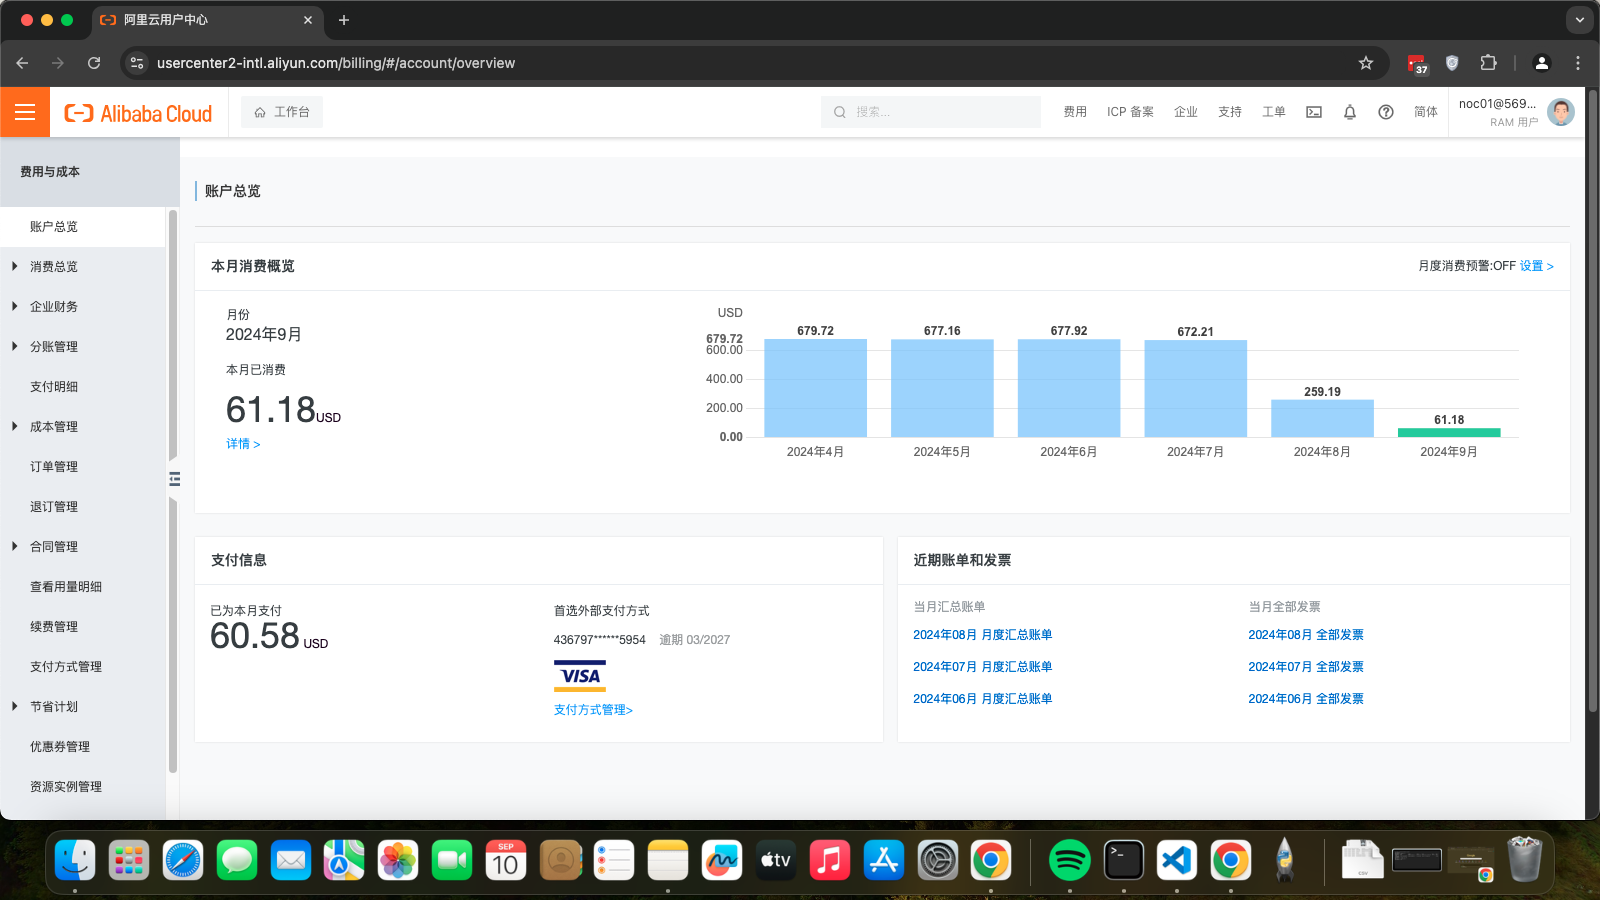 阿里云用户中心
usercenter2-intl.aliyun.com/billing/#/account/overview
37
Alibaba Cloud
工作台
搜索...
费用
ICP 备案
企业
支持
工单
简体
noc01@569...
RAM 用户
费用与成本
账户总览
消费总览
企业财务
分账管理
支付明细
成本管理
订单管理
退订管理
合同管理
查看用量明细
续费管理
支付方式管理
节省计划
优惠券管理
资源实例管理
账户总览
本月消费概览
月度消费预警:OFF 设置 >
月份
2024年9月
本月已消费
61.18USD
详情 >
USD
679.72
600.00
400.00
200.00
0.00
679.72
677.16
677.92
672.21
259.19
61.18
2024年4月
2024年5月
2024年6月
2024年7月
2024年8月
2024年9月
支付信息
已为本月支付
60.58 USD
首选外部支付方式
436797******5954 逾期 03/2027
VISA
支付方式管理>
近期账单和发票
当月汇总账单
当月全部发票
2024年08月 月度汇总账单
2024年08月 全部发票
2024年07月 月度汇总账单
2024年07月 全部发票
2024年06月 月度汇总账单
2024年06月 全部发票
SEP
10
tv
>_
CSV